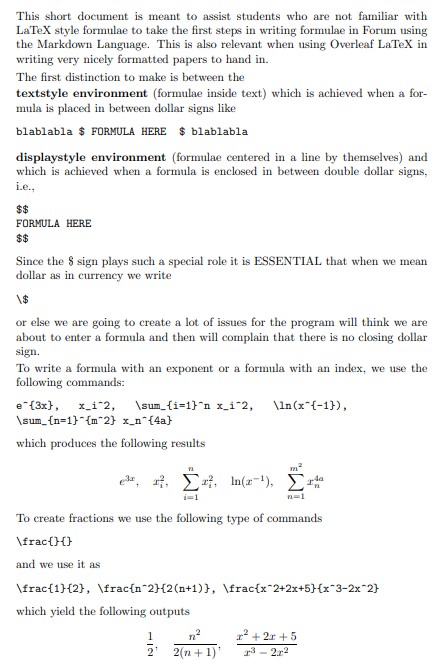 This short document is meant to assist students who are not familiar with
LaTeX style formulae to take the first steps in writing formulae in Forum using
the Markdown Language. This is also relevant when using Overleaf LaTeX in
writing very nicely formatted papers to hand in.
The first distinction to make is between the
textstyle environment (formulae inside text) which is achieved when a for-
mula is placed in between dollar signs like
blablabla $ FORMULA HERE $ blablabla
displaystyle environment (formulae centered in a line by themselves) and
which is achieved when a formula is enclosed in between double dollar signs,
i.e.,
$$
FORMULA HERE
$$
Since the $ sign plays such a special role it is ESSENTIAL that when we mean
dollar as in currency we write
\$
or else we are going to create a lot of issues for the program will think we are
about to enter a formula and then will complain that there is no closing dollar
sign.
To write a formula with an exponent or a formula with an index, we use the
following commands:
e^{3x}, x_i^2, \sum_{i=1}^n x_i^2, \ln(x^{-1}),
\sum_{n=1}^{m^2} x_n^{4a}
which produces the following results
e^{3x}, x_i^2, \sum_{i=1}^{n} x_i^2, ln(x^{-1}), \sum_{n=1}^{m^2} x_n^{4a}
To create fractions we use the following type of commands
\frac{}{}
and we use it as
\frac{1}{2}, \frac{n^2}{2(n+1)}, \frac{x^2+2x+5}{x^3-2x^2}
which yield the following outputs
\frac{1}{2}, \frac{n^2}{2(n+1)}, \frac{x^2+2x+5}{x^3-2x^2}